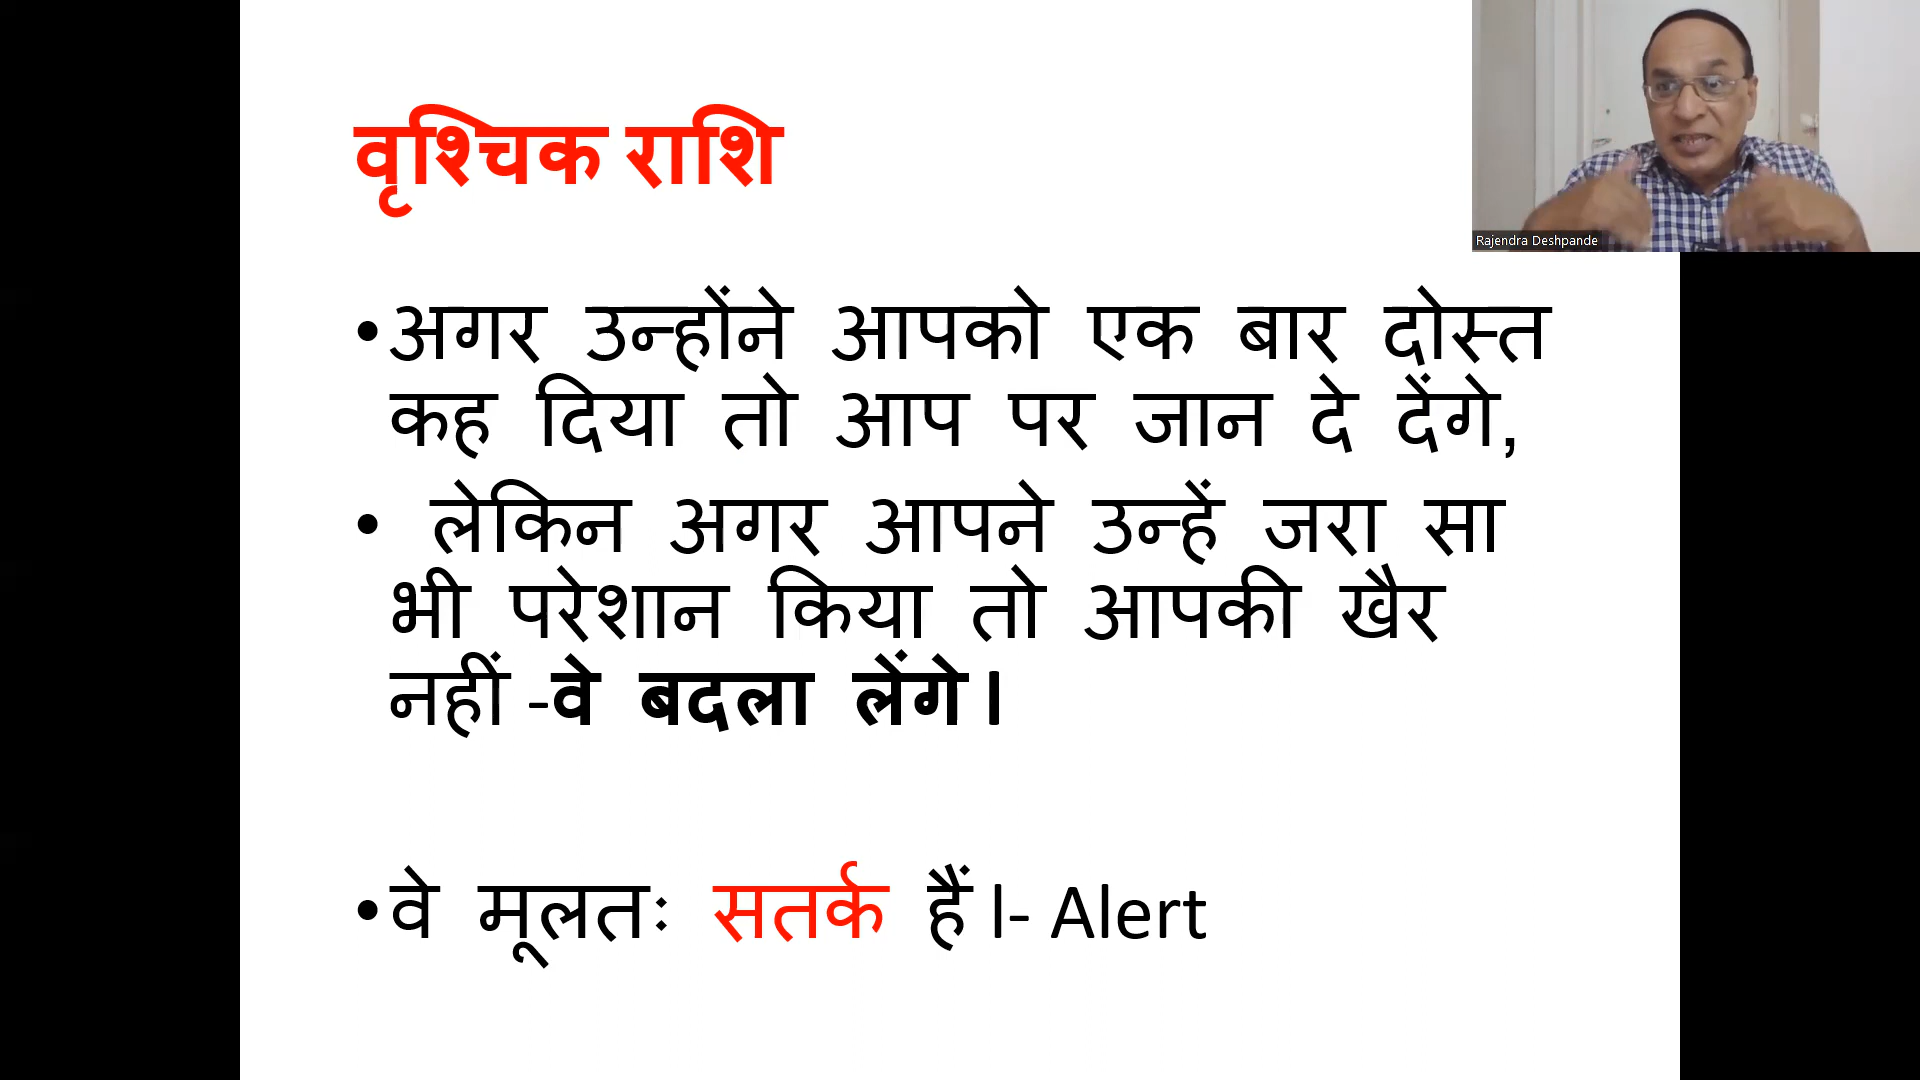 वृश्चिक राशि
Rajendra Deshpande
•अगर उन्होंने आपको एक बार दोस्त
कह दिया तो आप पर जान दे देंगे,
• लेकिन अगर आपने उन्हें जरा सा
भी परेशान किया तो आपकी खैर
नहीं -वे बदला लेंगे।
•वे मूलतः सतर्क हैं l- Alert